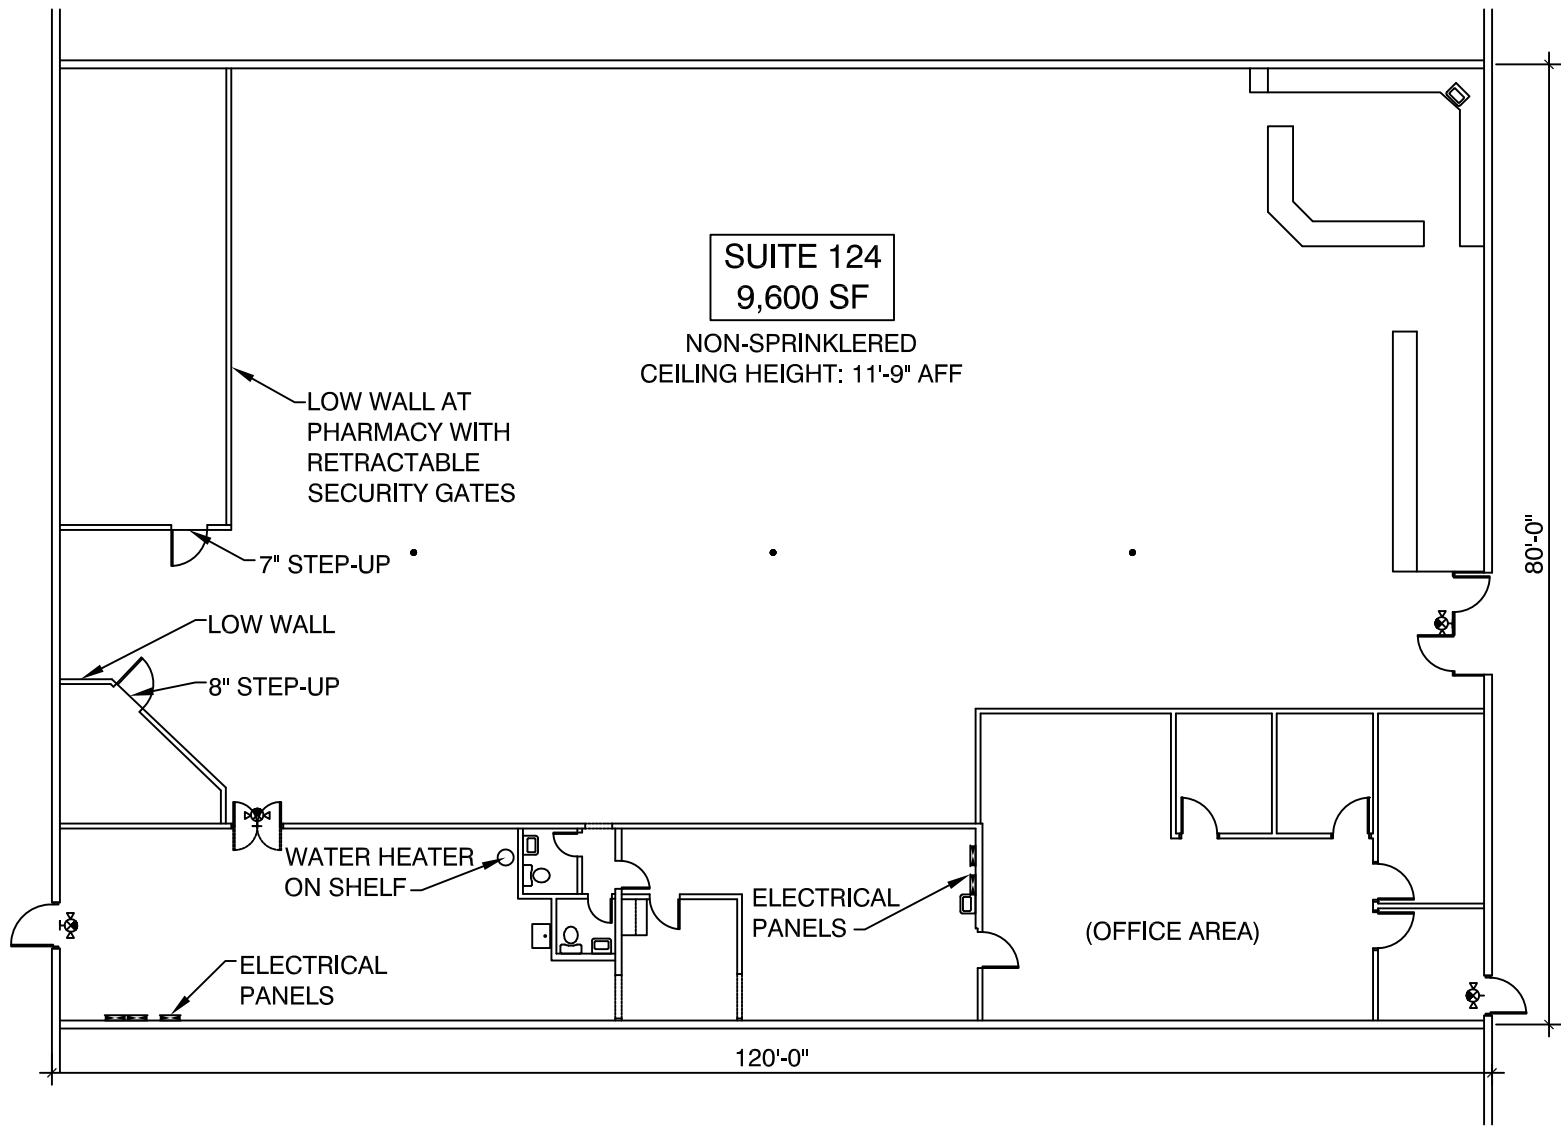 SUITE 124
9,600 SF
NON-SPRINKLERED
CEILING HEIGHT: 11'-9" AFF
LOW WALL AT
PHARMACY WITH
RETRACTABLE
SECURITY GATES
7" STEP-UP
LOW WALL
8" STEP-UP
80'-0"
WATER HEATER
ON SHELF
ELECTRICAL
PANELS
(OFFICE AREA)
ELECTRICAL
PANELS
120'-0"